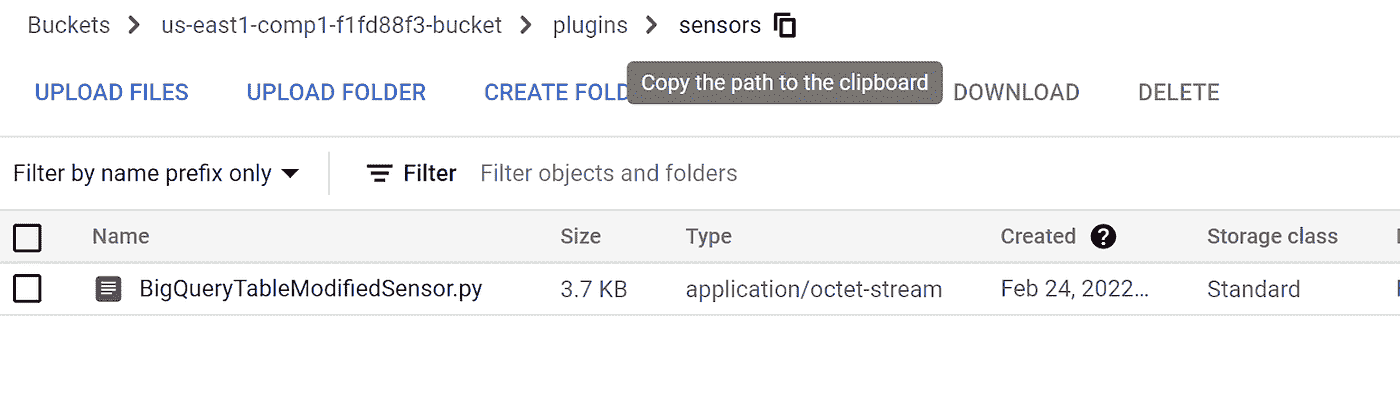 Buckets > us-east1-comp1-f1fd88f3-bucket > plugins > sensors
UPLOAD FILES UPLOAD FOLDER CREATE FOLD Copy the path to the clipboard DOWNLOAD DELETE
Filter by name prefix only Filter Filter objects and folders
Name Size Type Created ? Storage class
BigQueryTableModifiedSensor.py 3.7 KB application/octet-stream Feb 24, 2022... Standard